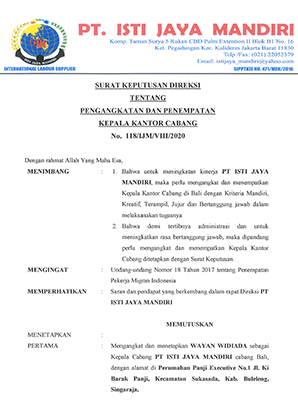 PT. ISTI JAYA MANDIRI
Komp. Taman Surya 5 Rukan CBD Palm Extention II Blok B1 No. 16
Kel. Pegadungan Kec. Kalideres Jakarta Barat 11830
Telp / Fax. (021) 52052379
Email : istijaya_mandiri@yahoo.com
INTERNATIONAL LABOUR SUPPLIER
SIPPTKIS NO. 471/MEN/2016
SURAT KEPUTUSAN DIREKSI
TENTANG
PENGANGKATAN DAN PENEMPATAN
KEPALA KANTOR CABANG
No. 118/IJM/VIII/2020
Dengan rahmat Allah Yang Maha Esa,
MENIMBANG : 1. Bahwa untuk meningkatan kinerja PT ISTI JAYA
MANDIRI, maka perlu mengangkat dan menempatkan
Kepala Kantor Cabang di Bali dengan Kriteria Mandiri,
Kreatif, Terampil, Jujur dan Bertanggung jawab dalam
melaksanakan tugasnya
2. Bahwa demi tertibnya administrasi dan untuk
meningkatkan rasa bertanggung jawab, maka dipandang
perlu mengangkat dan menempatkan Kepala Kantor
Cabang ditetapkan dengan Surat Keputusan.
MENGINGAT : Undang-undang Nomor 18 Tahun 2017 tentang Penempatan
Pekerja Migran Indonesia
MEMPERHATIKAN : Saran dan pendapat yang berkembang dalam rapat Direksi PT
ISTI JAYA MANDIRI
MEMUTUSKAN
MENETAPKAN :
PERTAMA : Mengangkat dan menetapkan WAYAN WIDIADA sebagai
Kepala Cabang PT ISTI JAYA MANDIRI cabang Bali,
dengan alamat di Perumahan Panji Executive No.1 Jl. Ki
Barak Panji, Kecamatan Sukasada, Kab. Buleleng,
Singaraja.